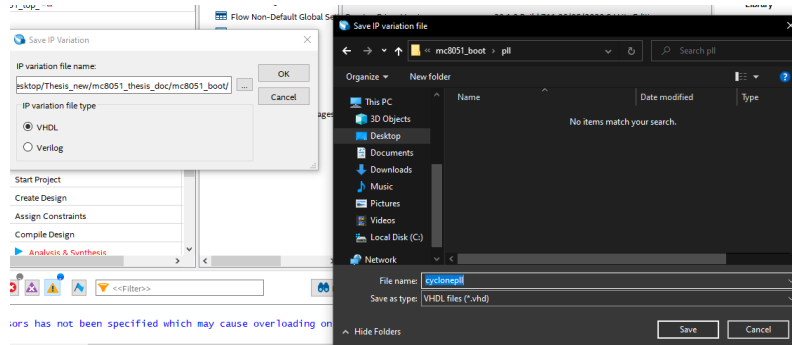 Flow Non-Default Global Se
Save IP Variation
IP variation file name:
esktop/Thesis_new/mc8051_thesis_doc/mc8051_boot/
...
OK
Cancel
IP variation file type
VHDL
Verilog
ages
Start Project
Create Design
Assign Constraints
Compile Design
Analysis & Synthesis
<<Filter>>
sors has not been specified which may cause overloading on
Library
Save IP variation file
« mc8051_boot › pll
Search pll
Organize
New folder
This PC
3D Objects
Desktop
Documents
Downloads
Music
Pictures
Videos
Local Disk (C:)
Network
Name
Date modified
Type
No items match your search.
File name:
cyclonepll
Save as type:
VHDL files (*.vhd)
Hide Folders
Save
Cancel